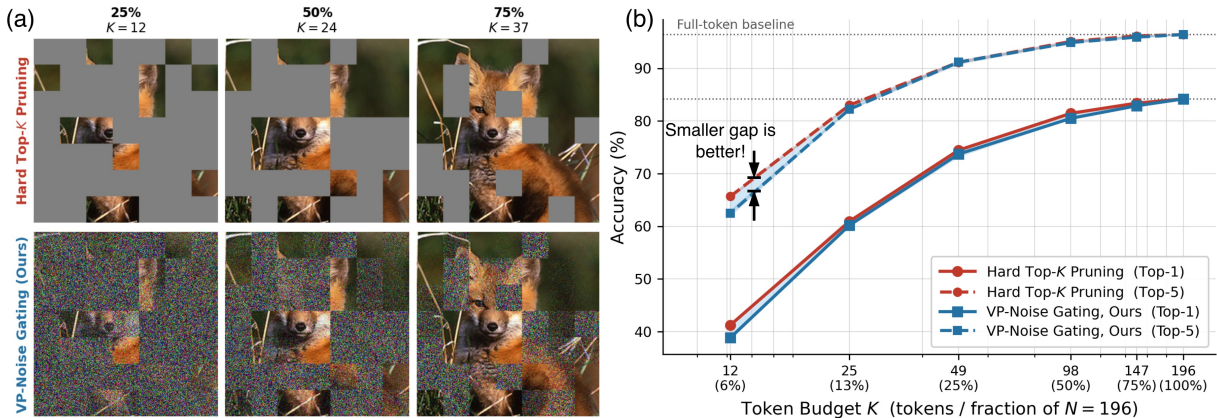 (a)
25%
K = 12
50%
K = 24
75%
K = 37
Hard Top-K Pruning
VP-Noise Gating (Ours)
(b)
Full-token baseline
90
80
70
60
50
40
Accuracy (%)
Smaller gap is
better!
Hard Top-K Pruning (Top-1)
Hard Top-K Pruning (Top-5)
VP-Noise Gating, Ours (Top-1)
VP-Noise Gating, Ours (Top-5)
12 25 49 98 147 196
(6%) (13%) (25%) (50%) (75%) (100%)
Token Budget K (tokens / fraction of N = 196)